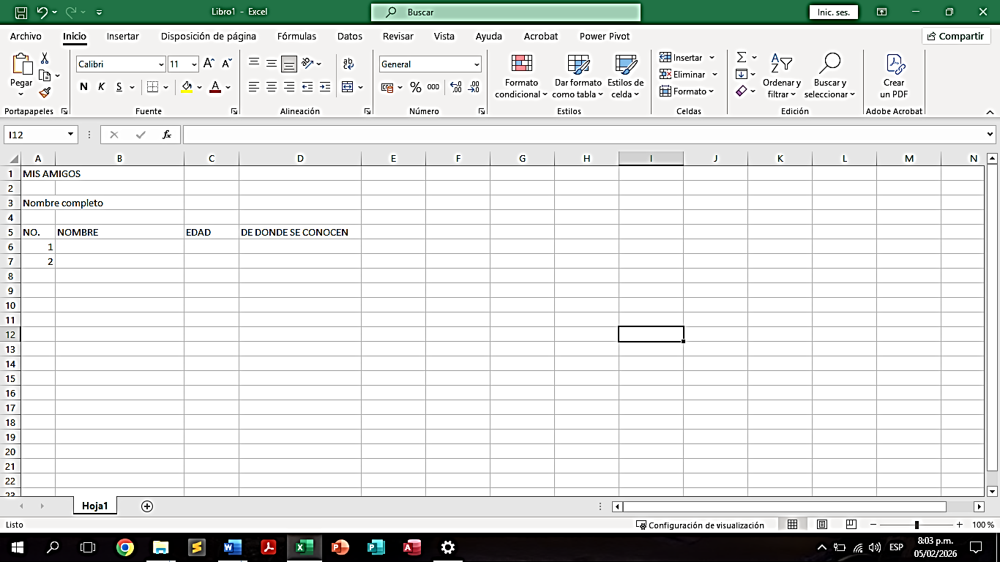 Libro1 - Excel
Buscar
Inic. ses.
Archivo Inicio Insertar Disposición de página Fórmulas Datos Revisar Vista Ayuda Acrobat Power Pivot Compartir
Pegar
Calibri 11
General
N K S
A A
% 000
Formato condicional
Dar formato como tabla
Estilos de celda
Insertar
Eliminar
Formato
Ordenar y filtrar
Buscar y seleccionar
Crear un PDF
Portapapeles Fuente Alineación Número Estilos Celdas Edición Adobe Acrobat
I12 fx
A B C D E F G H I J K L M N
1 MIS AMIGOS
2
3 Nombre completo
4
5 NO. NOMBRE EDAD DE DONDE SE CONOCEN
6 1
7 2
8
9
10
11
12
13
14
15
16
17
18
19
20
21
22
23
Hoja1
Listo Configuración de visualización 100 %
ESP 8:03 p.m.
05/02/2026